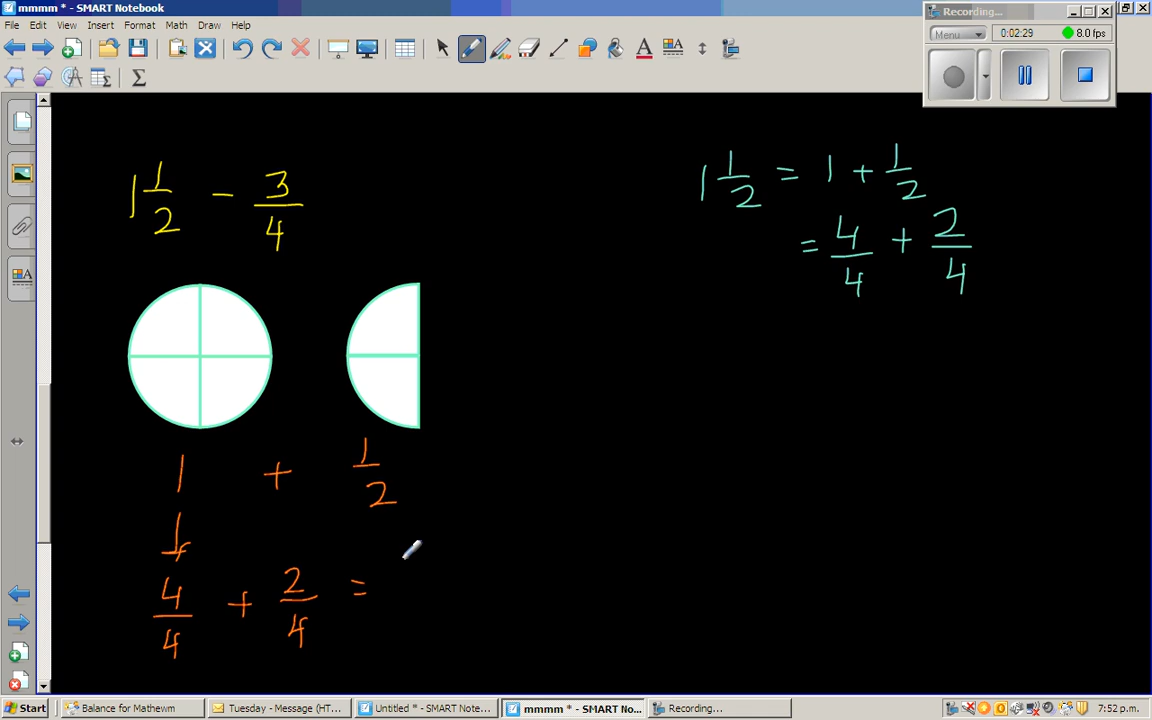 mmmm * - SMART Notebook
File Edit View Insert Format Math Draw Help
Recording...
Menu 0:02:29 8.0 fps
1 1/2 - 3/4
1 1/2 = 1 + 1/2
= 4/4 + 2/4
1 + 1/2
4/4 + 2/4 =
Start Balance for Mathewm Tuesday - Message (HT... Untitled * - SMART Note... mmmm * - SMART No... Recording... 7:52 p.m.